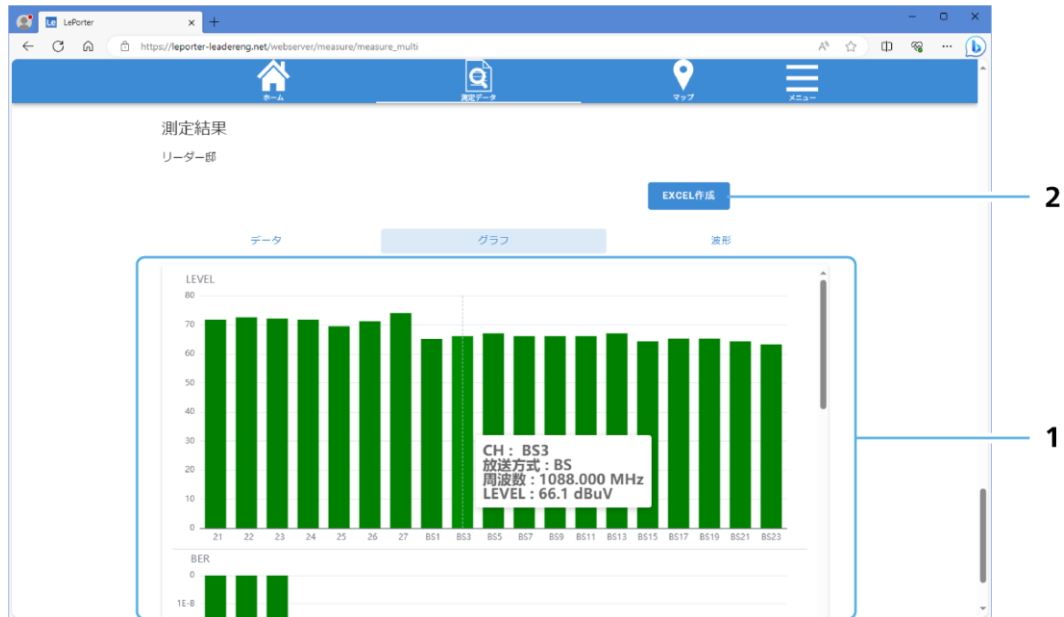 LePorter
https://leporter-leadereng.net/webserver/measure/measure_multi
ホーム
測定データ
マップ
メニュー
測定結果
リーダー邸
EXCEL作成
2
データ
グラフ
波形
LEVEL
80
70
60
50
40
30
20
10
0
CH : BS3
放送方式 : BS
周波数 : 1088.000 MHz
LEVEL : 66.1 dBuV
1
21 22 23 24 25 26 27 BS1 BS3 BS5 BS7 BS9 BS11 BS13 BS15 BS17 BS19 BS21 BS23
BER
0
1E-8